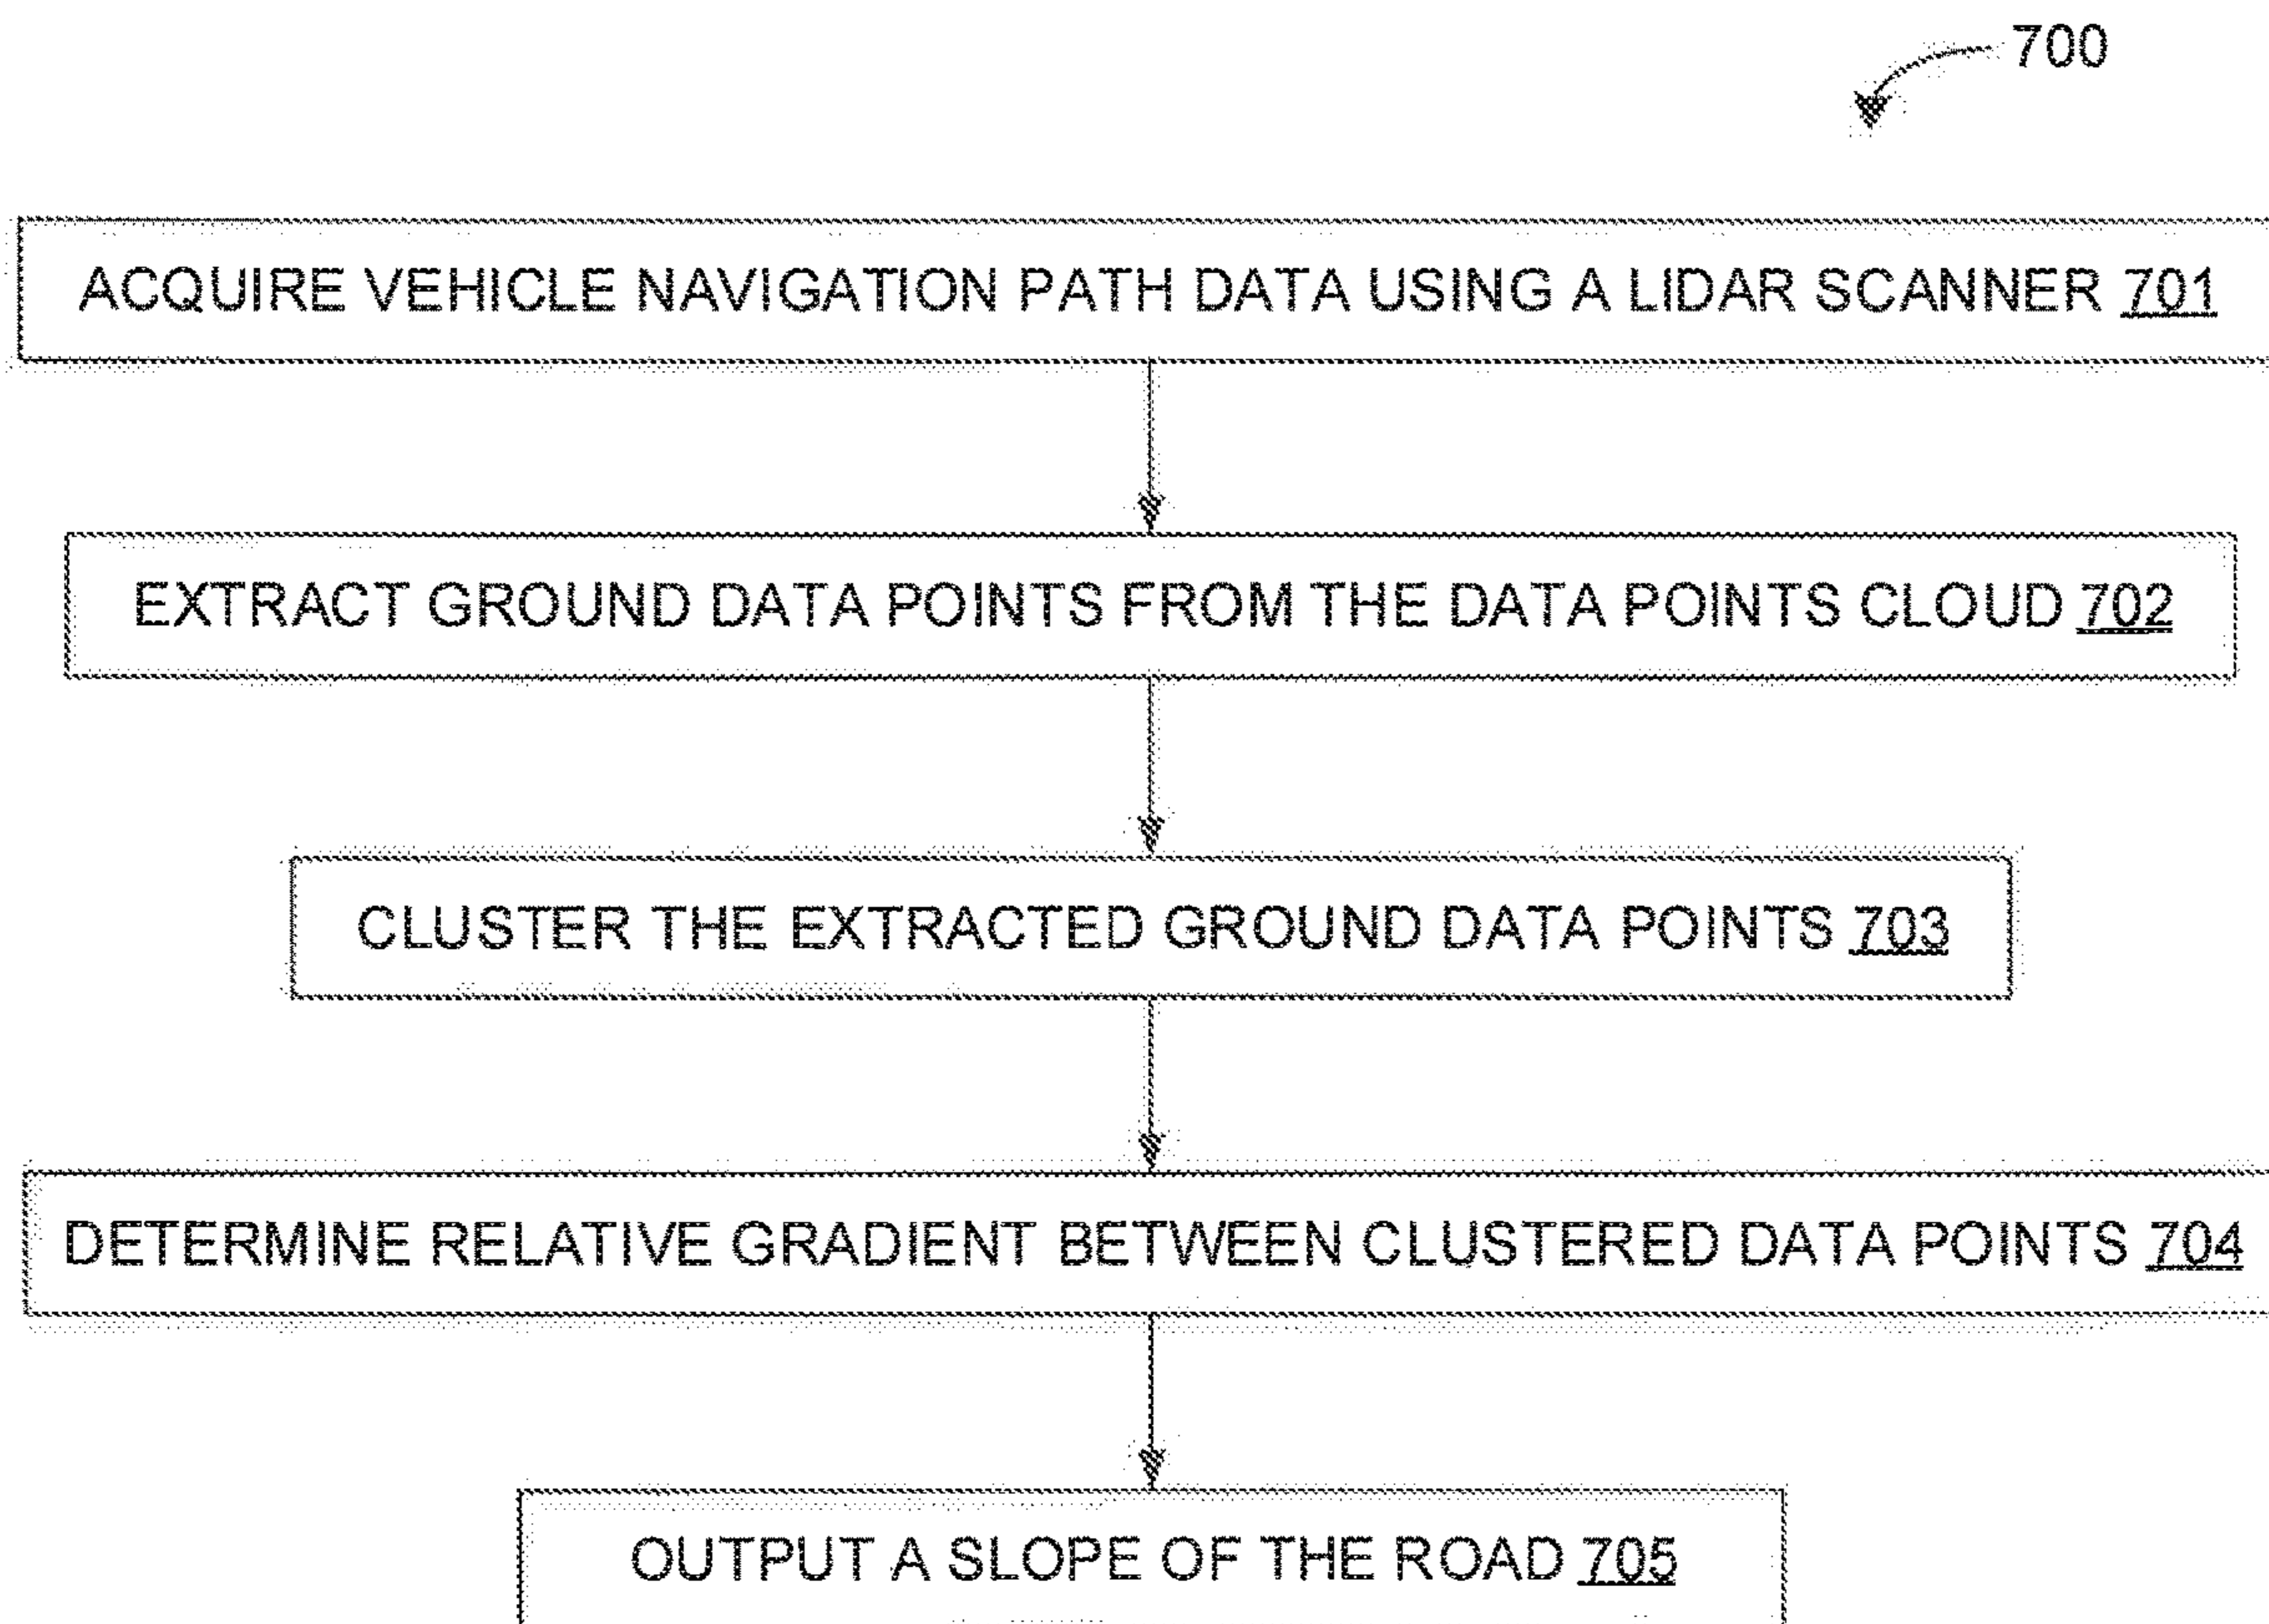 700
ACQUIRE VEHICLE NAVIGATION PATH DATA USING A LIDAR SCANNER 701
EXTRACT GROUND DATA POINTS FROM THE DATA POINTS CLOUD 702
CLUSTER THE EXTRACTED GROUND DATA POINTS 703
DETERMINE RELATIVE GRADIENT BETWEEN CLUSTERED DATA POINTS 704
OUTPUT A SLOPE OF THE ROAD 705